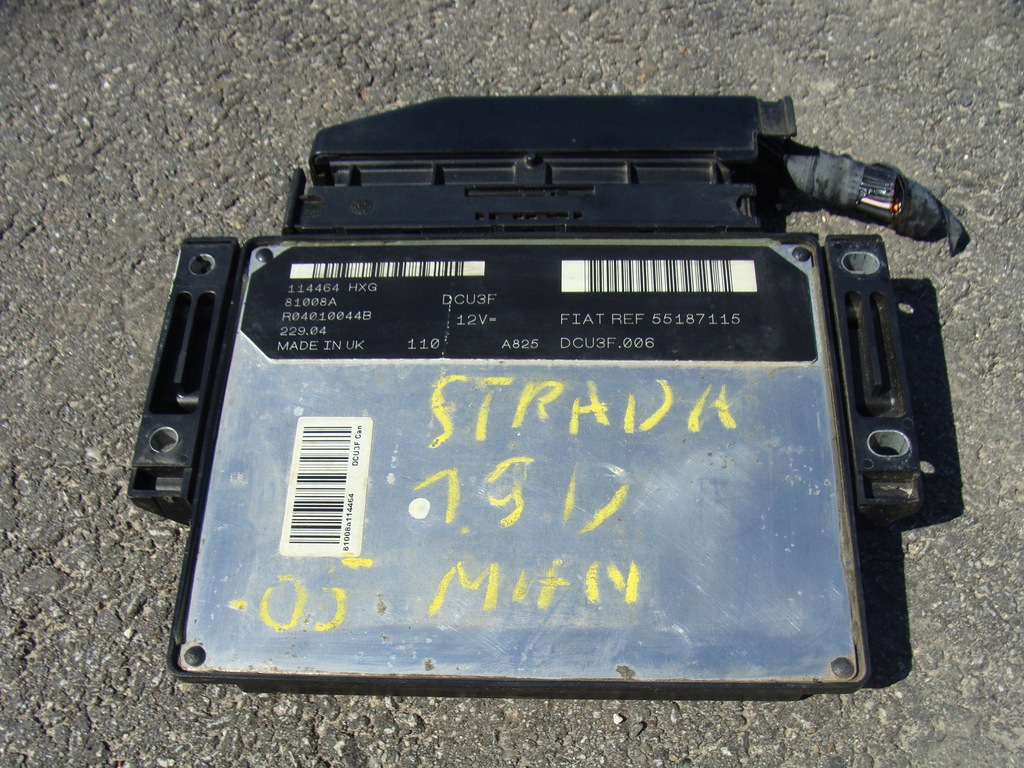 114464 HXG
81008A
R04010044B
229.04
MADE IN UK 110
DCU3F
12V=
FIAT REF 55187115
A825 DCU3F.006
STRADA
1.9 D
-05 MAN
81008a114464 DCU3F Can